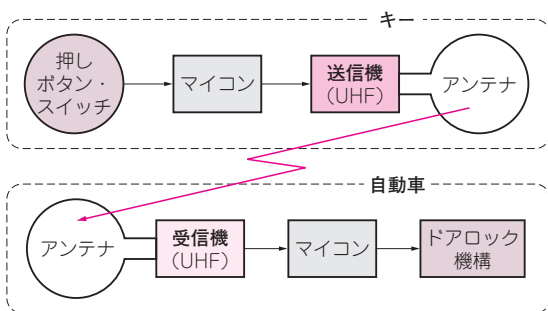 キー
押し
ボタン・
スイッチ
マイコン
送信機
(UHF)
アンテナ
自動車
アンテナ
受信機
(UHF)
マイコン
ドアロック
機構